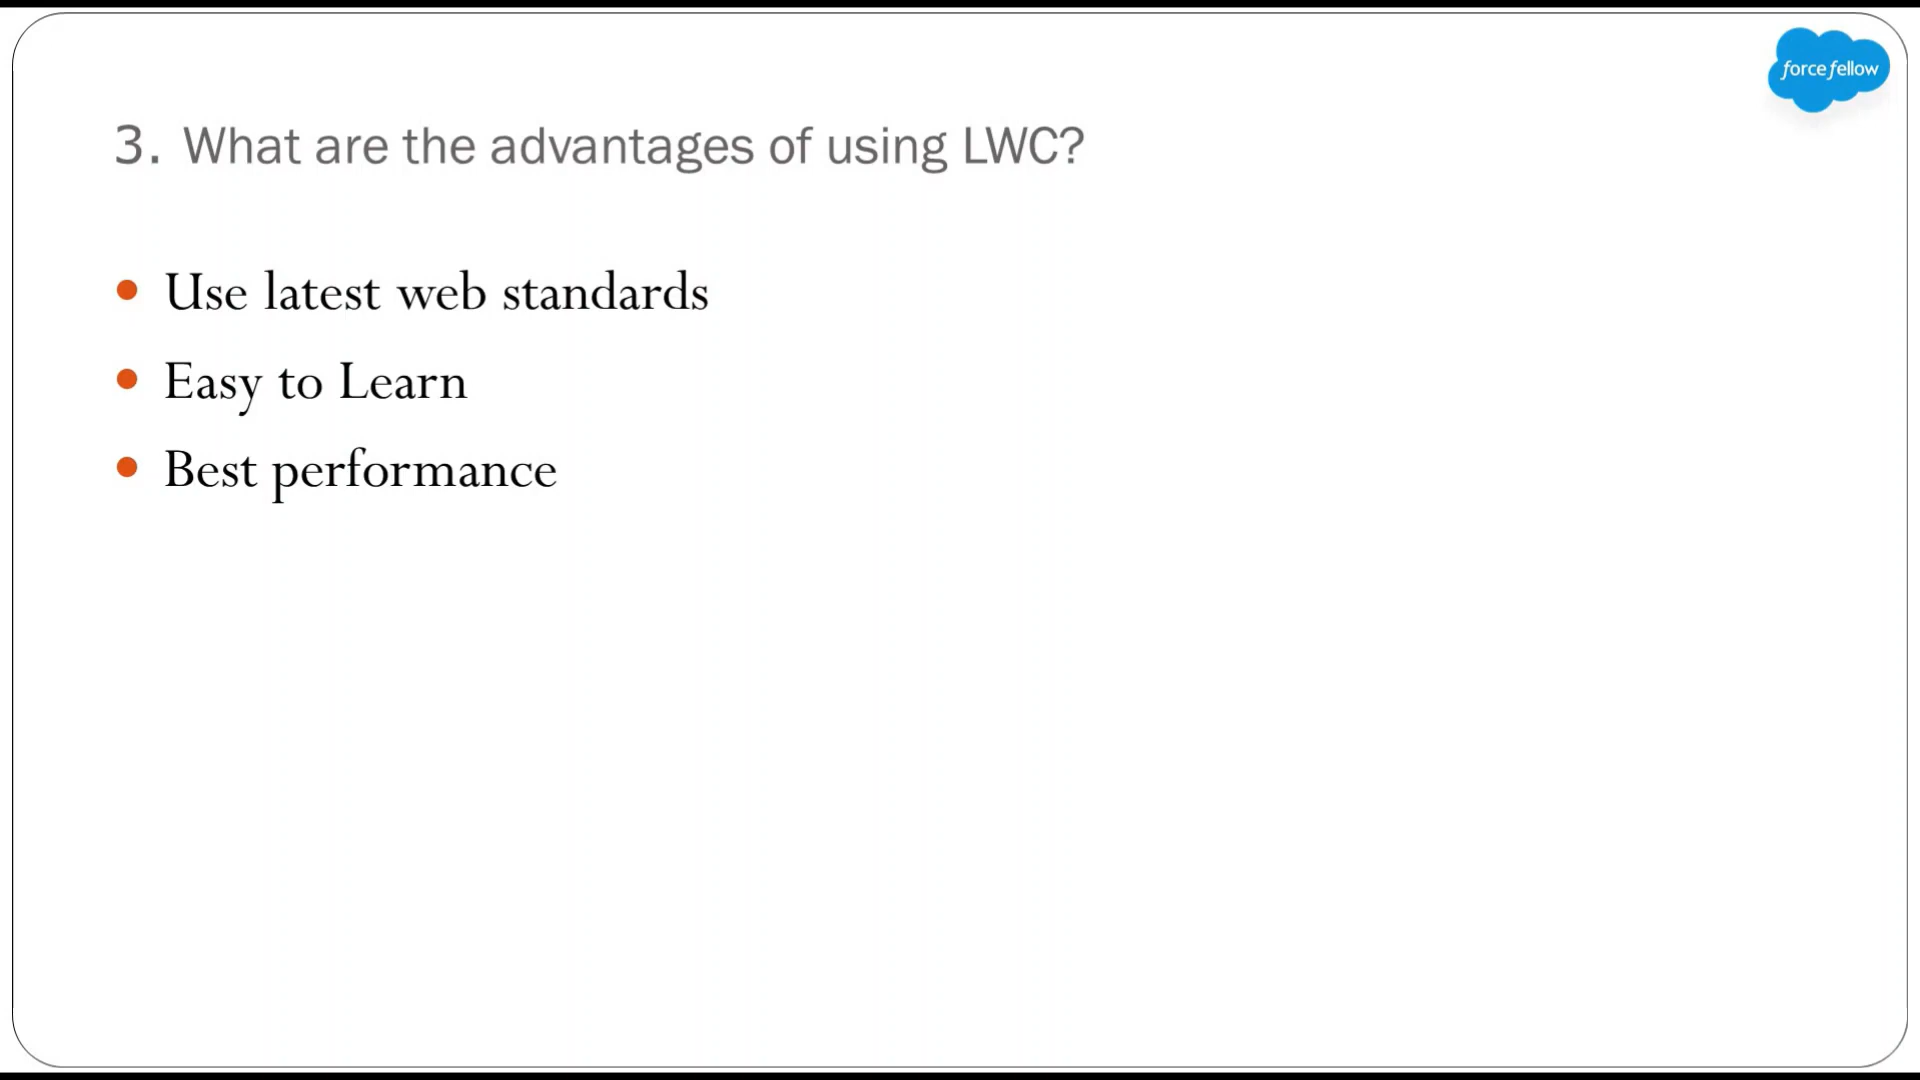 force fellow
3. What are the advantages of using LWC?
Use latest web standards
Easy to Learn
Best performance